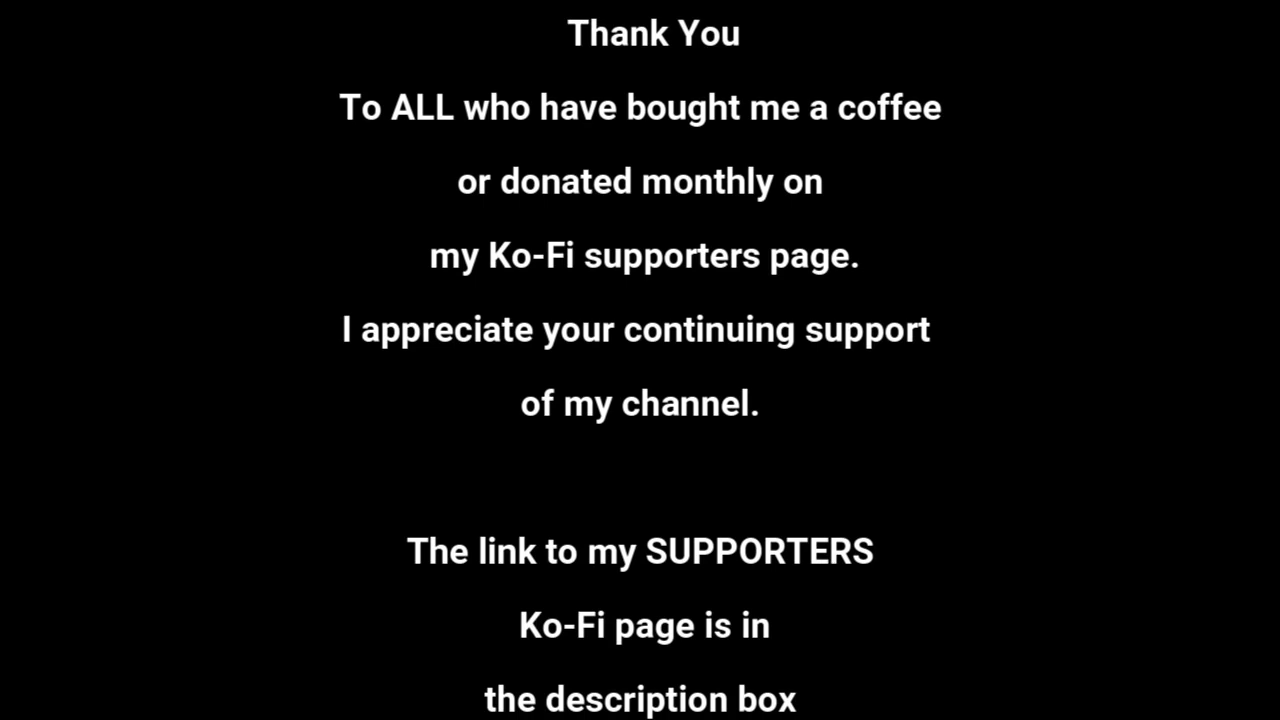 Thank You
To ALL who have bought me a coffee
or donated monthly on
my Ko-Fi supporters page.
I appreciate your continuing support
of my channel.
The link to my SUPPORTERS
Ko-Fi page is in
the description box